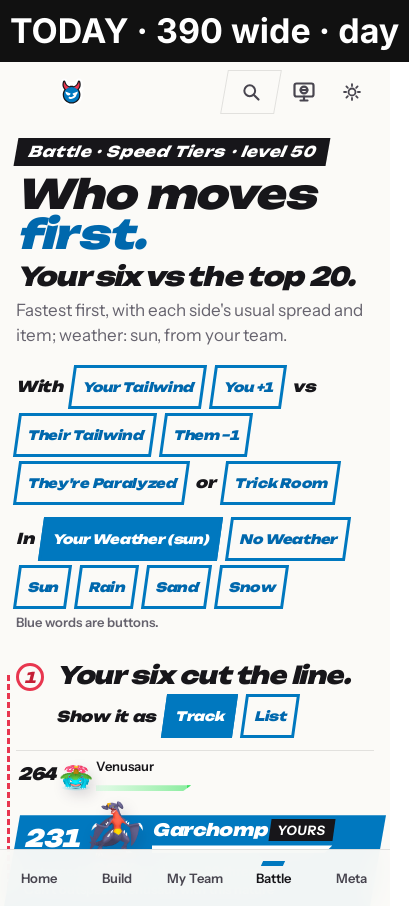 TODAY · 390 wide · day
Battle · Speed Tiers · level 50
Who moves
first.
Your six vs the top 20.
Fastest first, with each side's usual spread and
item; weather: sun, from your team.
With Your Tailwind You +1 vs
Their Tailwind Them −1
They're Paralyzed or Trick Room
In Your Weather (sun) No Weather
Sun Rain Sand Snow
Blue words are buttons.
1 Your six cut the line.
Show it as Track List
264 Venusaur
231 Garchomp YOURS
Home Build My Team Battle Meta